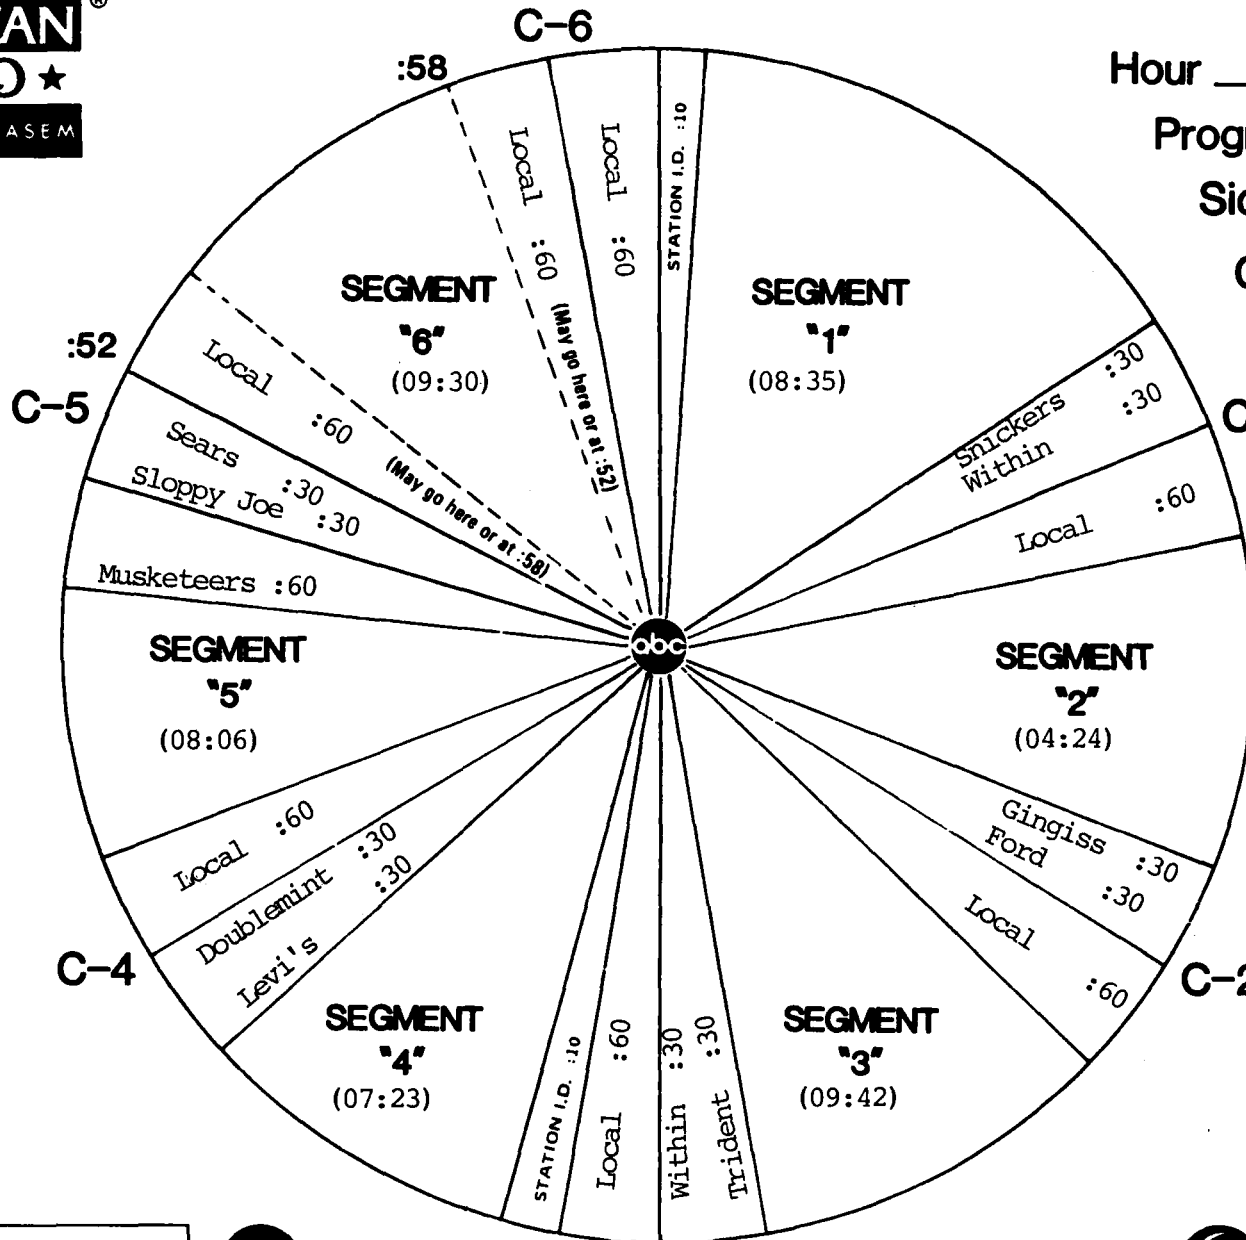 ASEM
C-6
:58
Hour
Local :60
Local :60
(May go here or at :52)
STATION I.D. :10
SEGMENT
"1"
(08:35)
Snickers :30
Within :30
Local :60
SEGMENT
"2"
(04:24)
Gingiss :30
Ford :30
Local :60
SEGMENT
"3"
(09:42)
Trident :30
Within :30
Local :60
STATION I.D. :10
SEGMENT
"4"
(07:23)
C-4
Levi's :30
Doublemint :30
Local :60
SEGMENT
"5"
(08:06)
Musketeers :60
Sloppy Joe :30
Sears :30
C-5
:52
Local :60
(May go here or at :58)
SEGMENT
"6"
(09:30)
abc